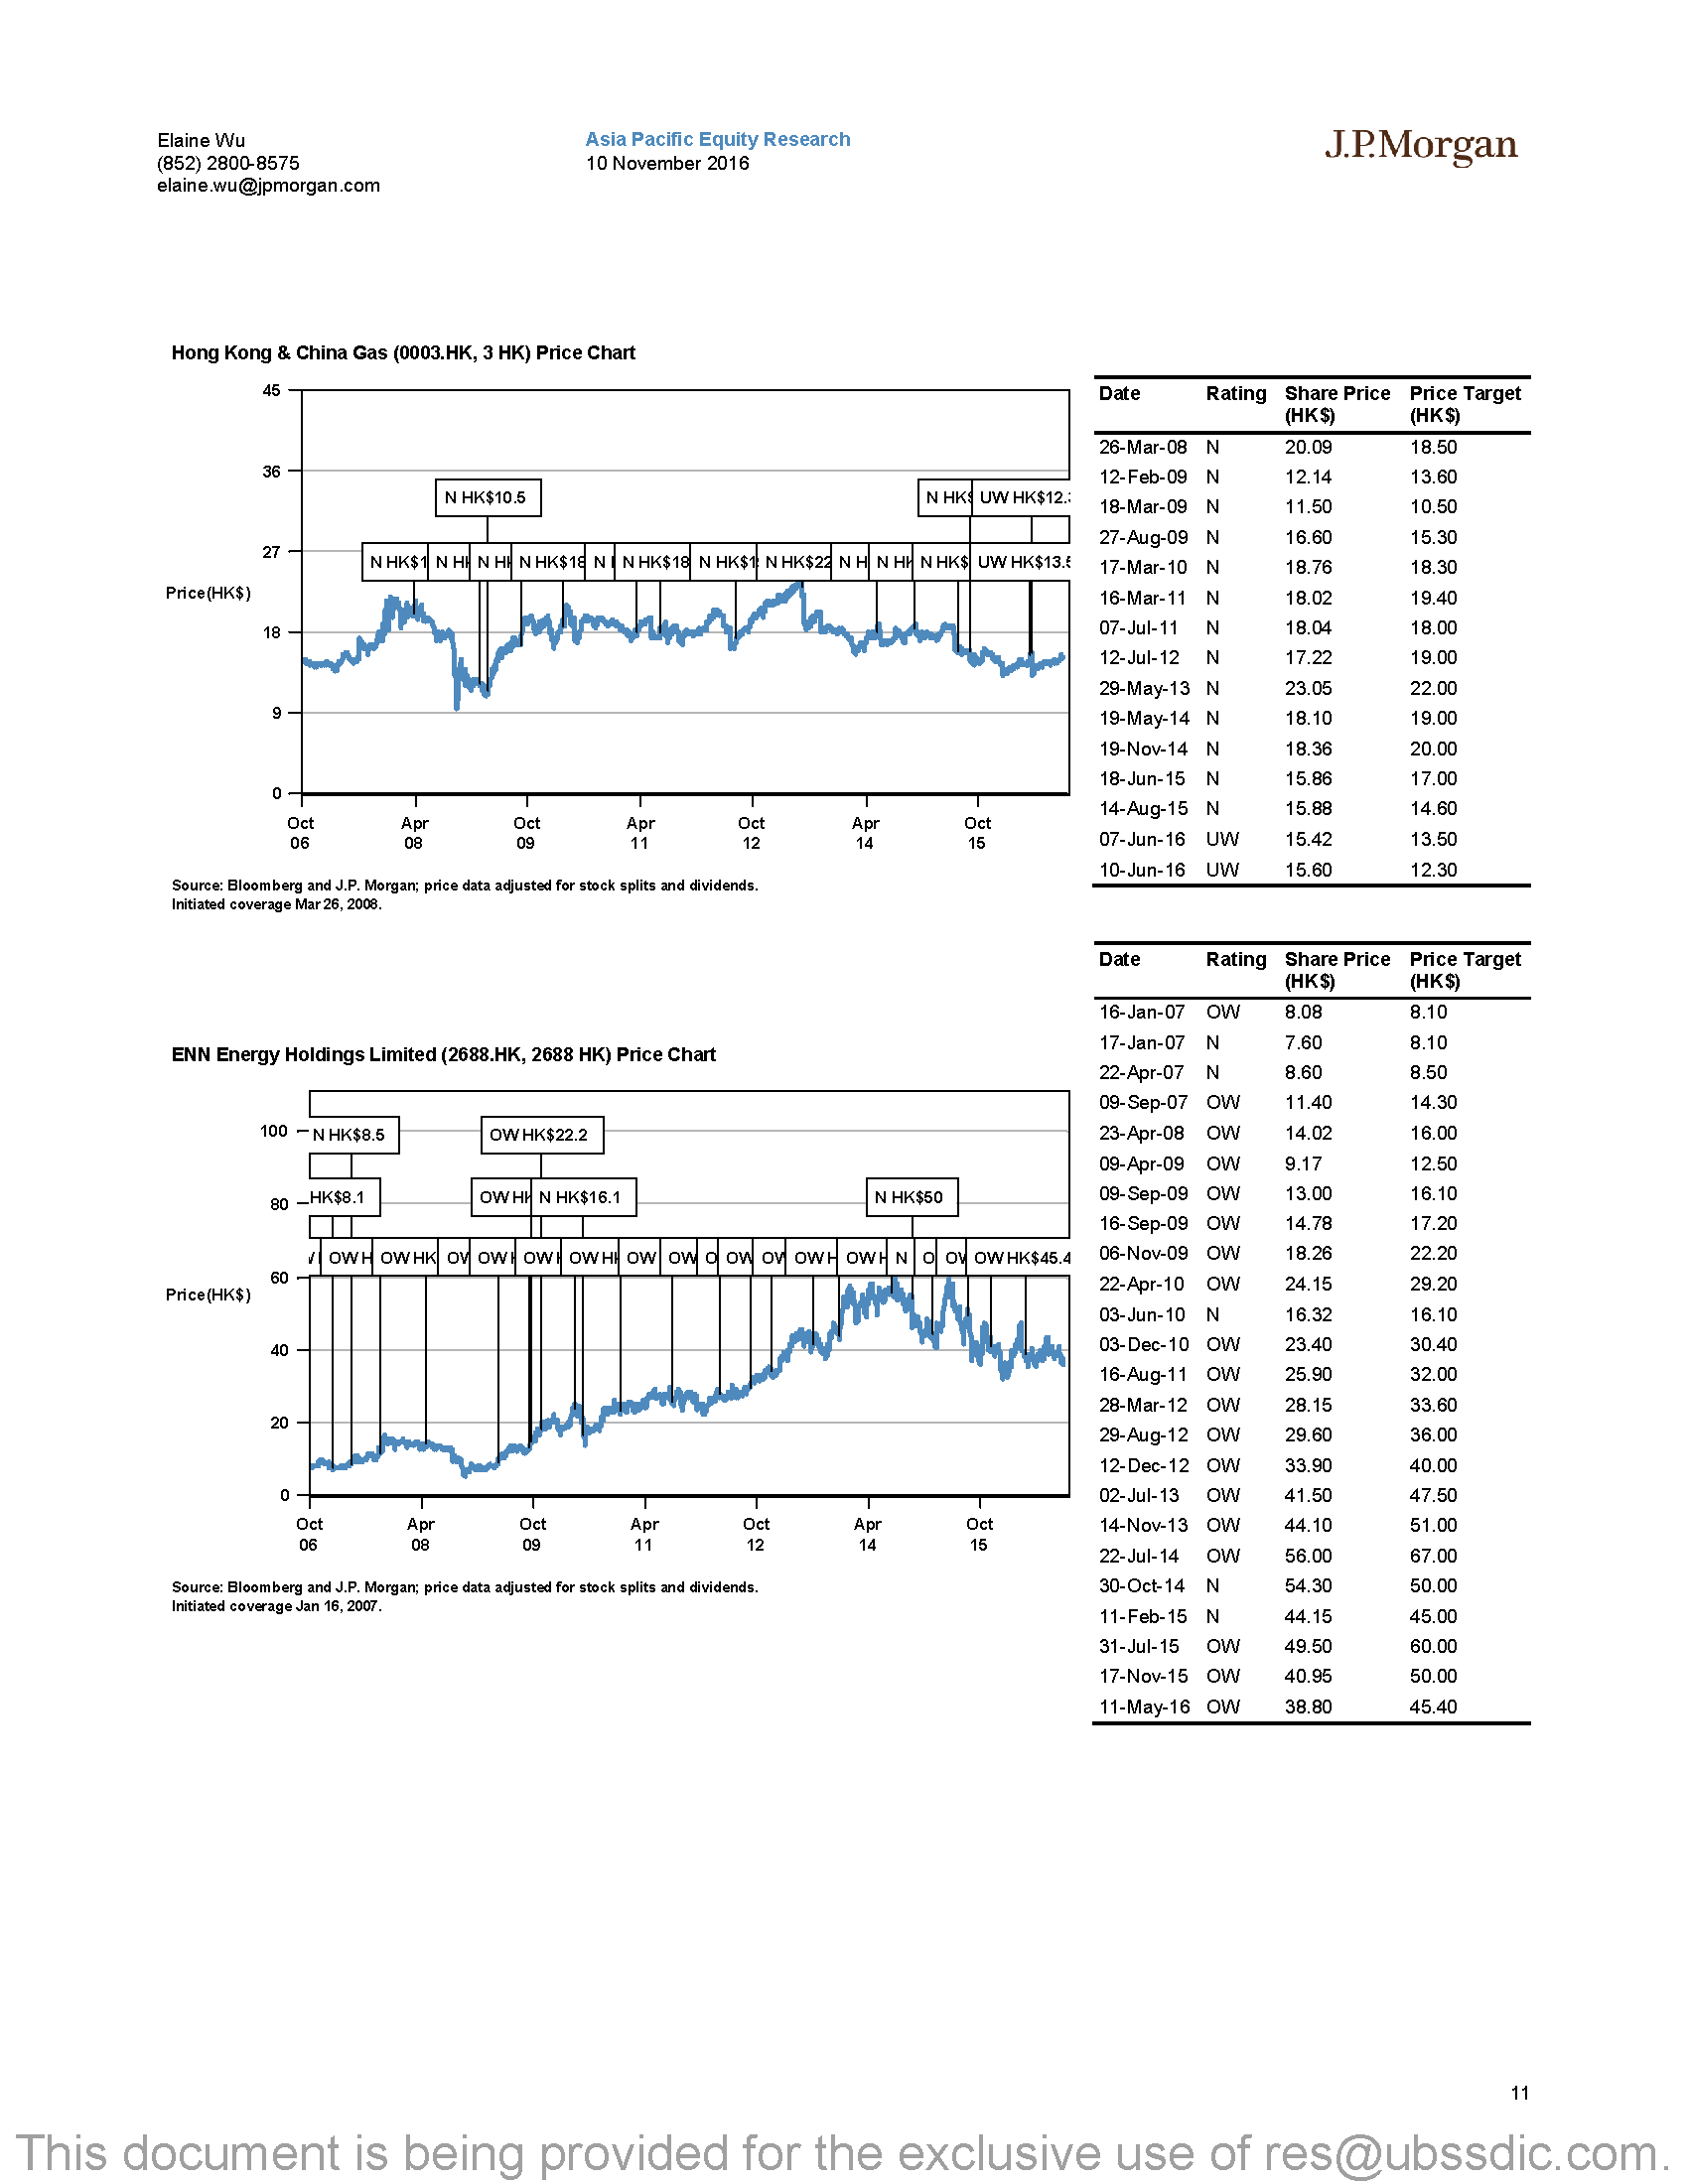 Elaine Wu
(852) 2800-8575
elaine.wu@jpmorgan.com
Asia Pacific Equity Research
10 November 2016
J.P.Morgan
Hong Kong & China Gas (0003.HK, 3 HK) Price Chart
45
36
27
18
9
0
Price(HK$)
N HK$10.5
N HK$
UW HK$12.
N HK$1
N H
N H
N HK$18
N
N HK$18
N HK$1
N HK$22
N H
N H
N HK$
UW HK$13.5
Oct 06
Apr 08
Oct 09
Apr 11
Oct 12
Apr 14
Oct 15
Source: Bloomberg and J.P. Morgan; price data adjusted for stock splits and dividends.
Initiated coverage Mar 26, 2008.
Date Rating Share Price (HK$) Price Target (HK$)
26-Mar-08 N 20.09 18.50
12-Feb-09 N 12.14 13.60
18-Mar-09 N 11.50 10.50
27-Aug-09 N 16.60 15.30
17-Mar-10 N 18.76 18.30
16-Mar-11 N 18.02 19.40
07-Jul-11 N 18.04 18.00
12-Jul-12 N 17.22 19.00
29-May-13 N 23.05 22.00
19-May-14 N 18.10 19.00
19-Nov-14 N 18.36 20.00
18-Jun-15 N 15.86 17.00
14-Aug-15 N 15.88 14.60
07-Jun-16 UW 15.42 13.50
10-Jun-16 UW 15.60 12.30
ENN Energy Holdings Limited (2688.HK, 2688 HK) Price Chart
100
80
60
40
20
0
Price(HK$)
N HK$8.5
OW HK$22.2
HK$8.1
OW H
N HK$16.1
N HK$50
OW H
OW HK
OW
OW
OW
OW H
OW
OW
O
OW
OW
OW H
OW H
N
O
OW
OW HK$45.4
Oct 06
Apr 08
Oct 09
Apr 11
Oct 12
Apr 14
Oct 15
Source: Bloomberg and J.P. Morgan; price data adjusted for stock splits and dividends.
Initiated coverage Jan 16, 2007.
Date Rating Share Price (HK$) Price Target (HK$)
16-Jan-07 OW 8.08 8.10
17-Jan-07 N 7.60 8.10
22-Apr-07 N 8.60 8.50
09-Sep-07 OW 11.40 14.30
23-Apr-08 OW 14.02 16.00
09-Apr-09 OW 9.17 12.50
09-Sep-09 OW 13.00 16.10
16-Sep-09 OW 14.78 17.20
06-Nov-09 OW 18.26 22.20
22-Apr-10 OW 24.15 29.20
03-Jun-10 N 16.32 16.10
03-Dec-10 OW 23.40 30.40
16-Aug-11 OW 25.90 32.00
28-Mar-12 OW 28.15 33.60
29-Aug-12 OW 29.60 36.00
12-Dec-12 OW 33.90 40.00
02-Jul-13 OW 41.50 47.50
14-Nov-13 OW 44.10 51.00
22-Jul-14 OW 56.00 67.00
30-Oct-14 N 54.30 50.00
11-Feb-15 N 44.15 45.00
31-Jul-15 OW 49.50 60.00
17-Nov-15 OW 40.95 50.00
11-May-16 OW 38.80 45.40
11
This document is being provided for the exclusive use of res@ubssdic.com.